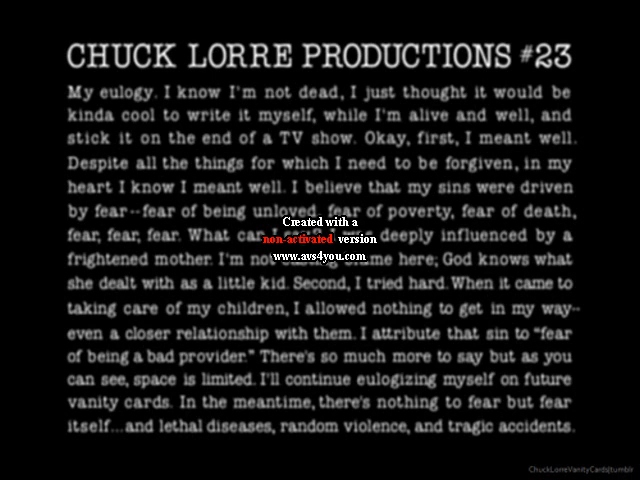 CHUCK LORRE PRODUCTIONS #23
My eulogy. I know I'm not dead, I just thought it would be
kinda cool to write it myself, while I'm alive and well, and
stick it on the end of a TV show. Okay, first, I meant well.
Despite all the things for which I need to be forgiven, in my
heart I know I meant well. I believe that my sins were driven
by fear--fear of being unloved, fear of poverty, fear of death,
Created with a
fear, fear, fear. What can I deeply influenced by a
non-activated version
frightened mother. I'm not blame here; God knows what
www.avs4you.com
she dealt with as a little kid. Second, I tried hard. When it came to
taking care of my children, I allowed nothing to get in my way--
even a closer relationship with them. I attribute that sin to "fear
of being a bad provider." There's so much more to say but as you
can see, space is limited. I'll continue eulogizing myself on future
vanity cards. In the meantime, there's nothing to fear but fear
itself...and lethal diseases, random violence, and tragic accidents.
ChuckLorreVanityCards|tumblr